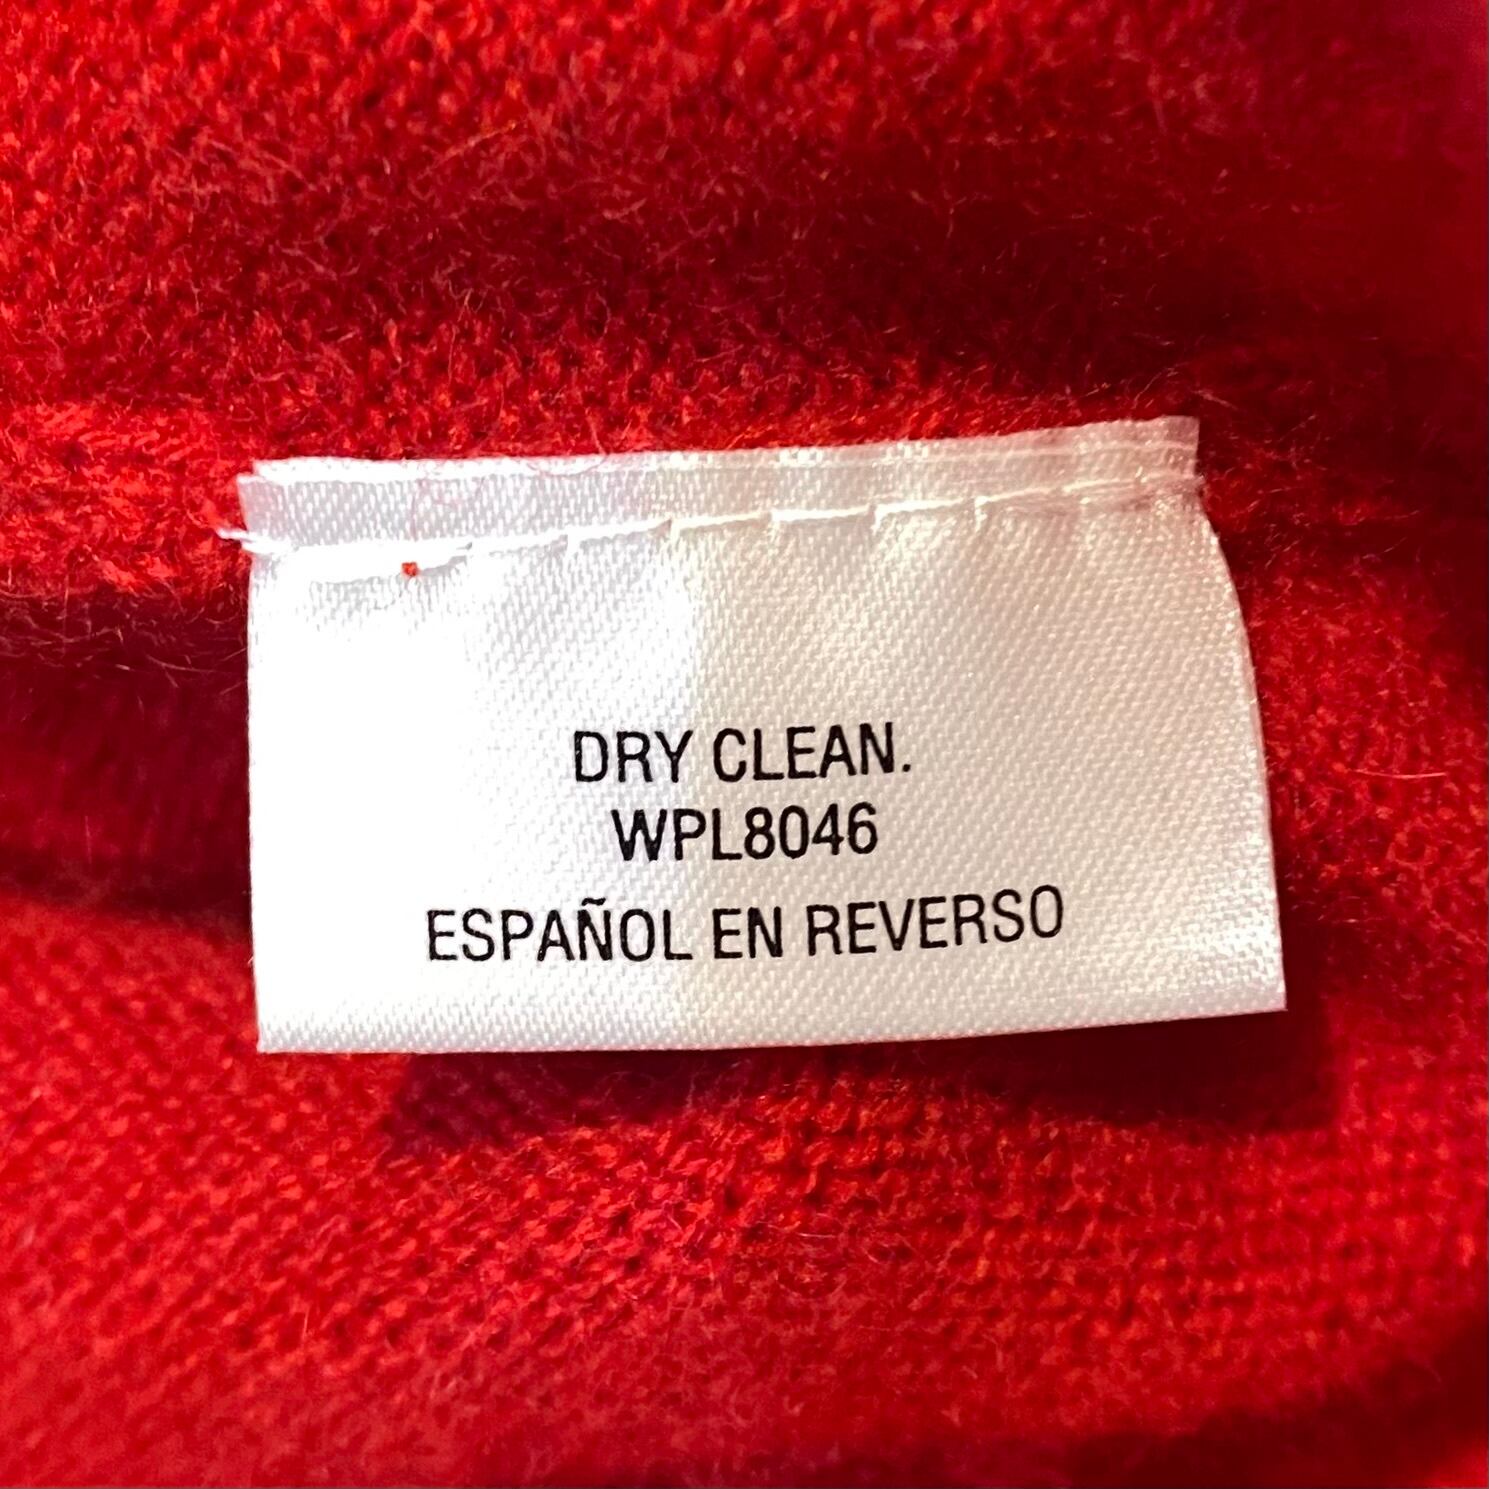 DRY CLEAN.
WPL8046
ESPAÑOL EN REVERSO